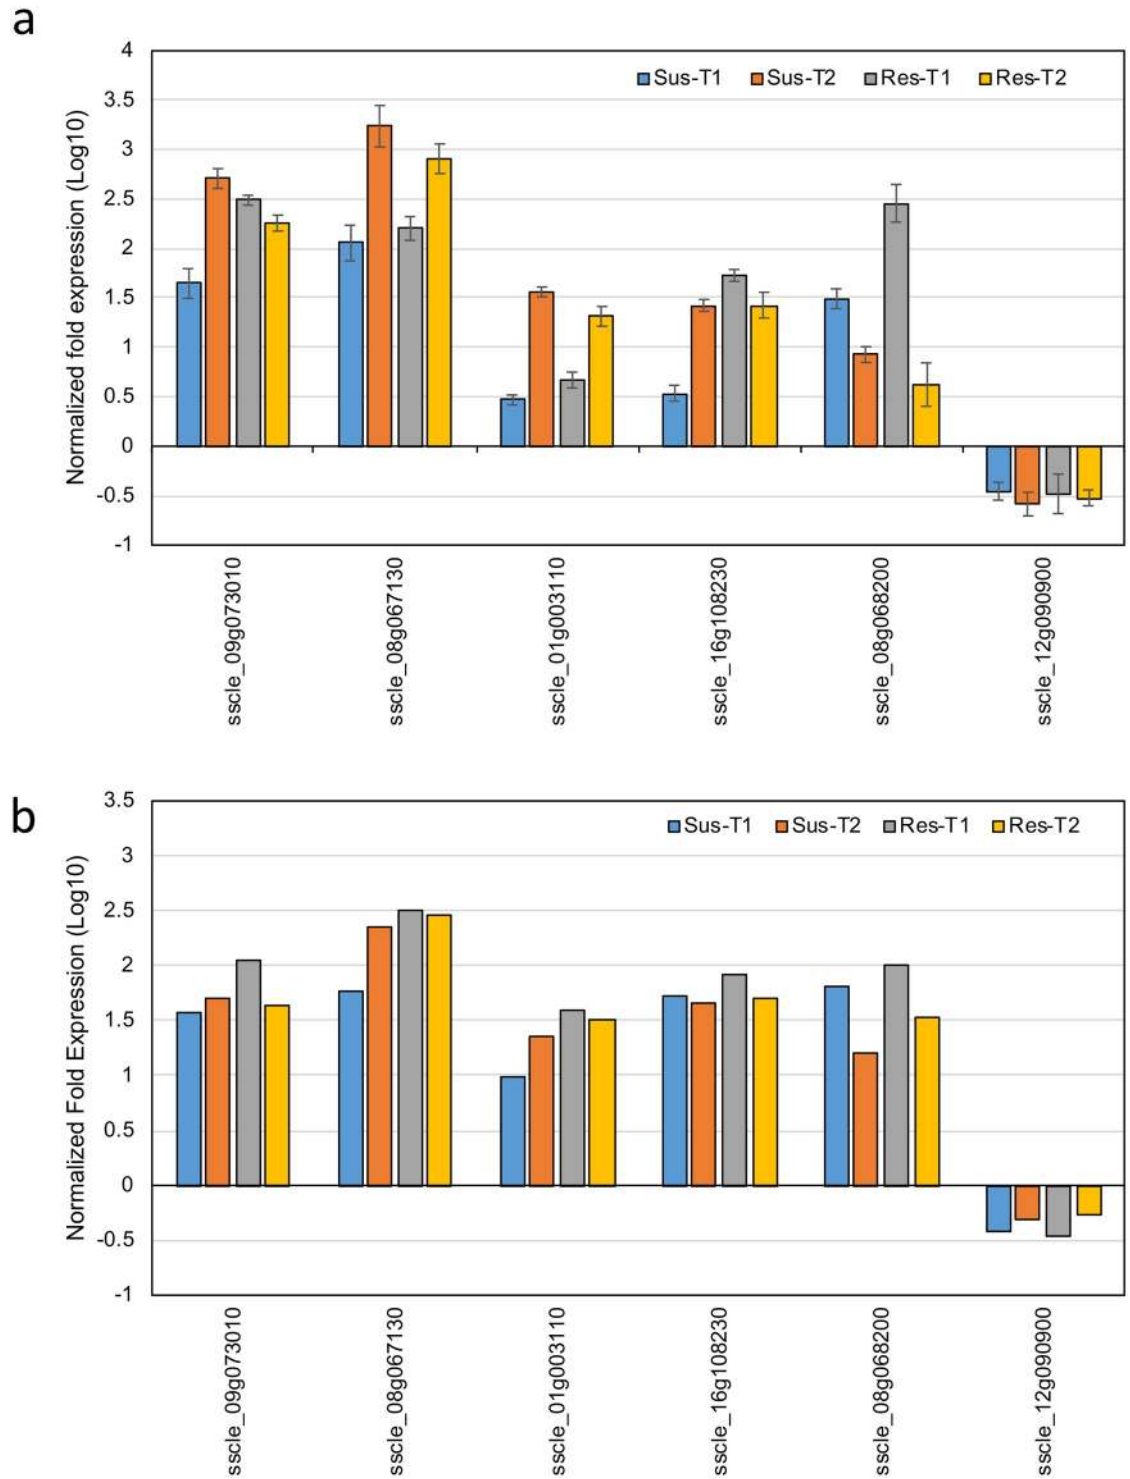 a
Normalized fold expression (Log10)
4
3.5
3
2.5
2
1.5
1
0.5
0
-0.5
-1
Sus-T1 Sus-T2 Res-T1 Res-T2
sscle_09g073010
sscle_08g067130
sscle_01g003110
sscle_16g108230
sscle_08g068200
sscle_12g090900
b
Normalized Fold Expression (Log10)
3.5
3
2.5
2
1.5
1
0.5
0
-0.5
-1
Sus-T1 Sus-T2 Res-T1 Res-T2
sscle_09g073010
sscle_08g067130
sscle_01g003110
sscle_16g108230
sscle_08g068200
sscle_12g090900